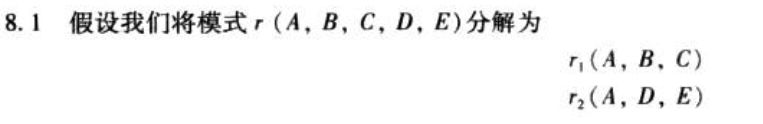 8.1 假设我们将模式 r (A, B, C, D, E)分解为
r₁(A, B, C)
r₂(A, D, E)